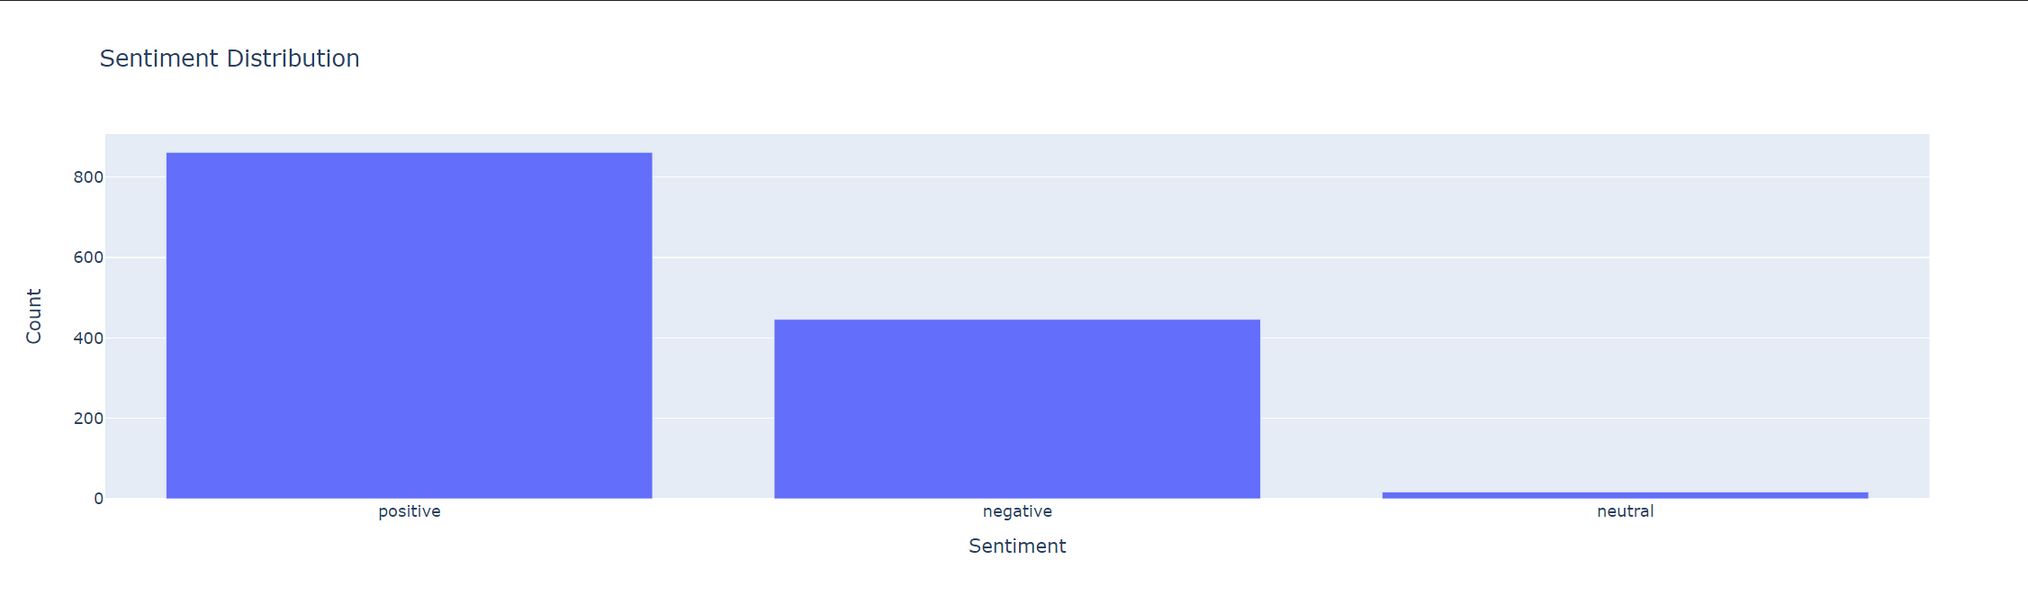 Sentiment Distribution
800
600
400
200
0
Count
positive
negative
neutral
Sentiment